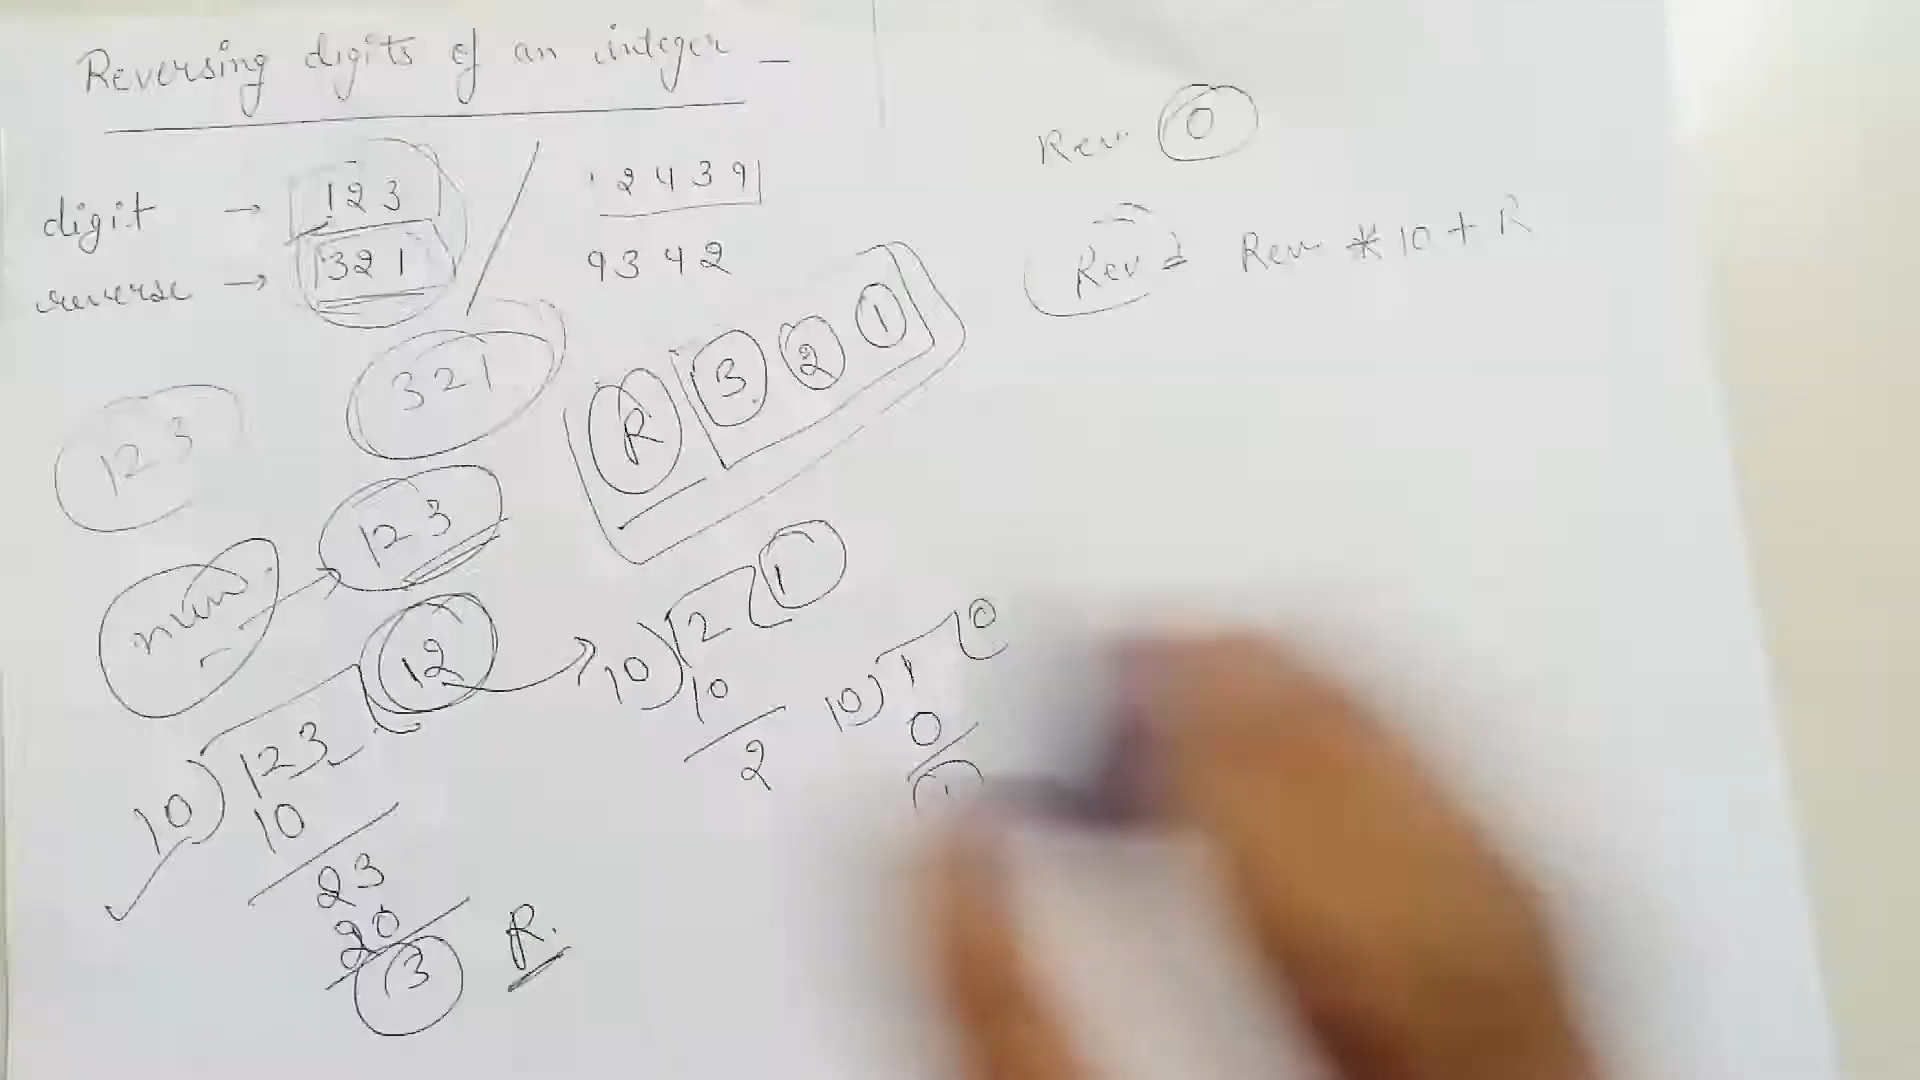 Reversing digits of an integer -
digit → 123
reverse → 321
2439
9342
Rev 0
Rev = Rev * 10 + R
123
321
R 3 2 1
num → 123
10) 123 (12
10
23
20
3
R.
10) 12 (1
10
2
10) 1 (0
0